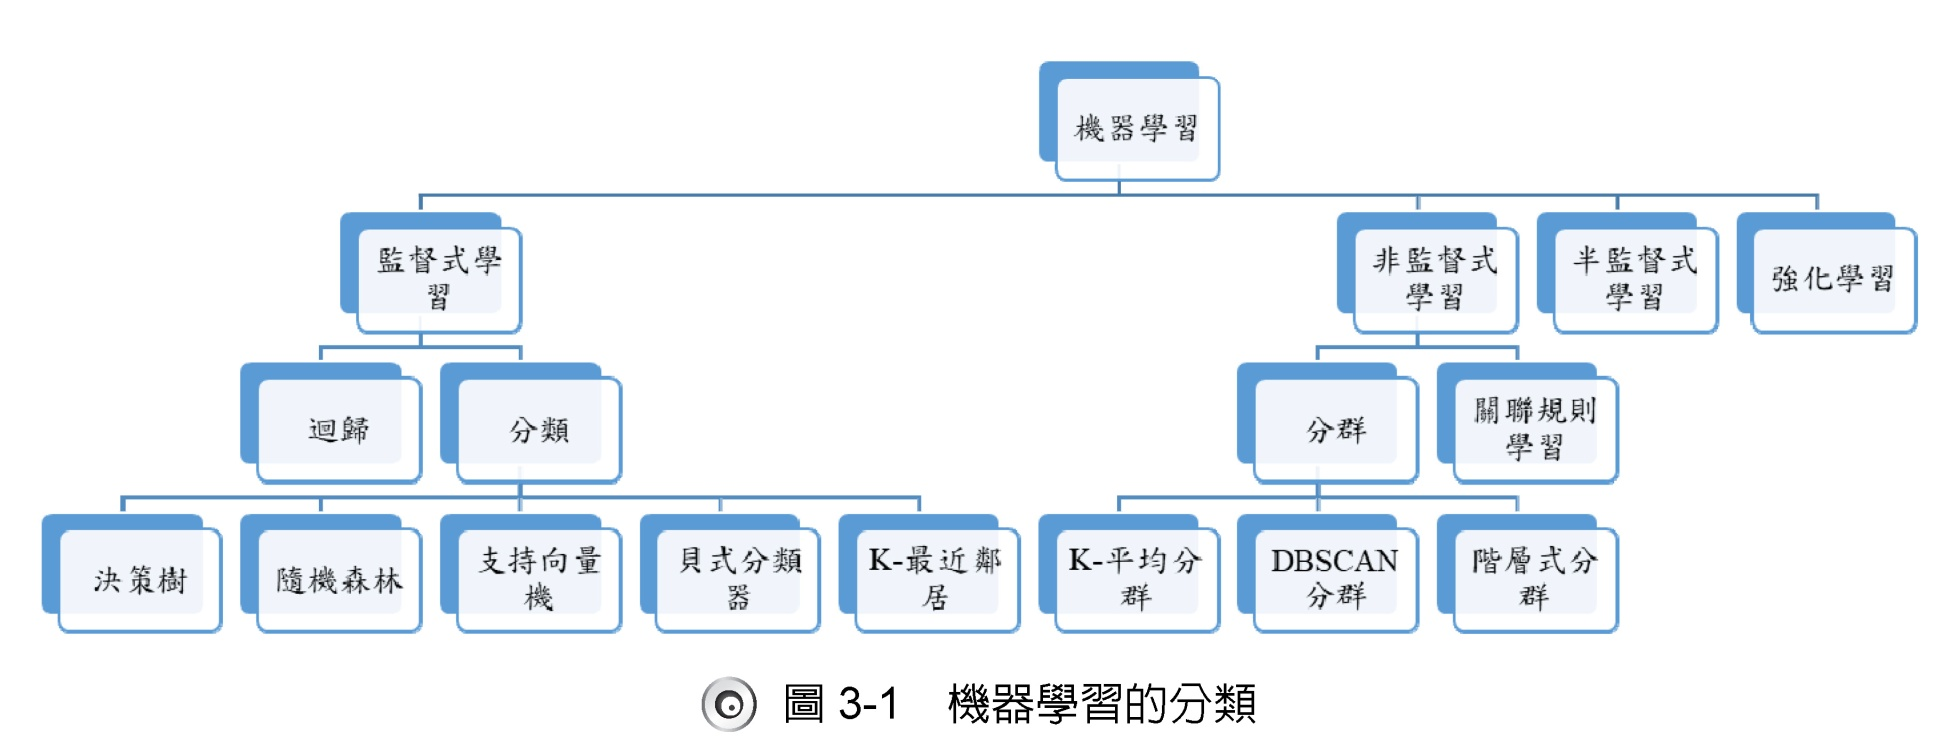 機器學習
監督式學
習
非監督式
學習
半監督式
學習
強化學習
迴歸
分類
分群
關聯規則
學習
決策樹
隨機森林
支持向量
機
貝式分類
器
K-最近鄰
居
K-平均分
群
DBSCAN
分群
階層式分
群
圖 3-1 機器學習的分類